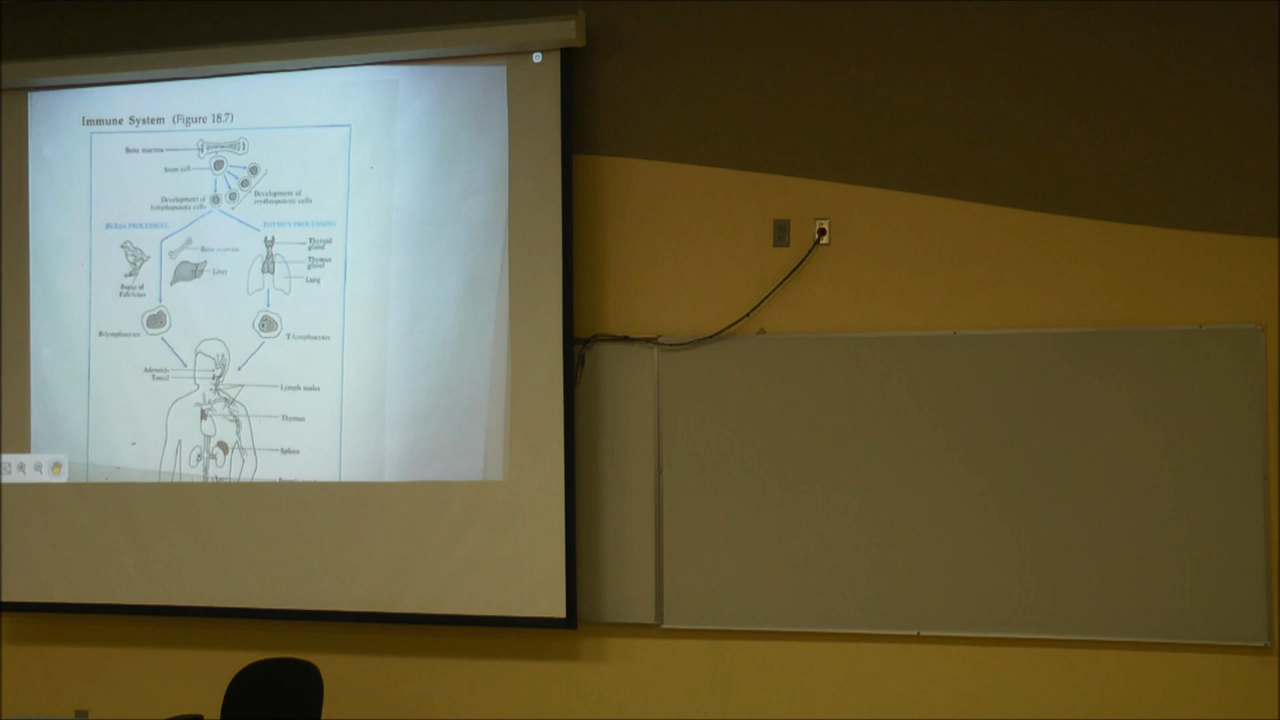 Immune System (Figure 18.7)
Bone marrow
Stem cell
Development of
lymphopoietic cells
Development of
erythropoietic cells
BURSA PROCESSING
THYMUS PROCESSING
Bone marrow
Liver
Bursa of
Fabricius
Thyroid
gland
Thymus
gland
Lung
B-lymphocytes
T-lymphocytes
Adenoids
Tonsil
Lymph nodes
Thymus
Spleen